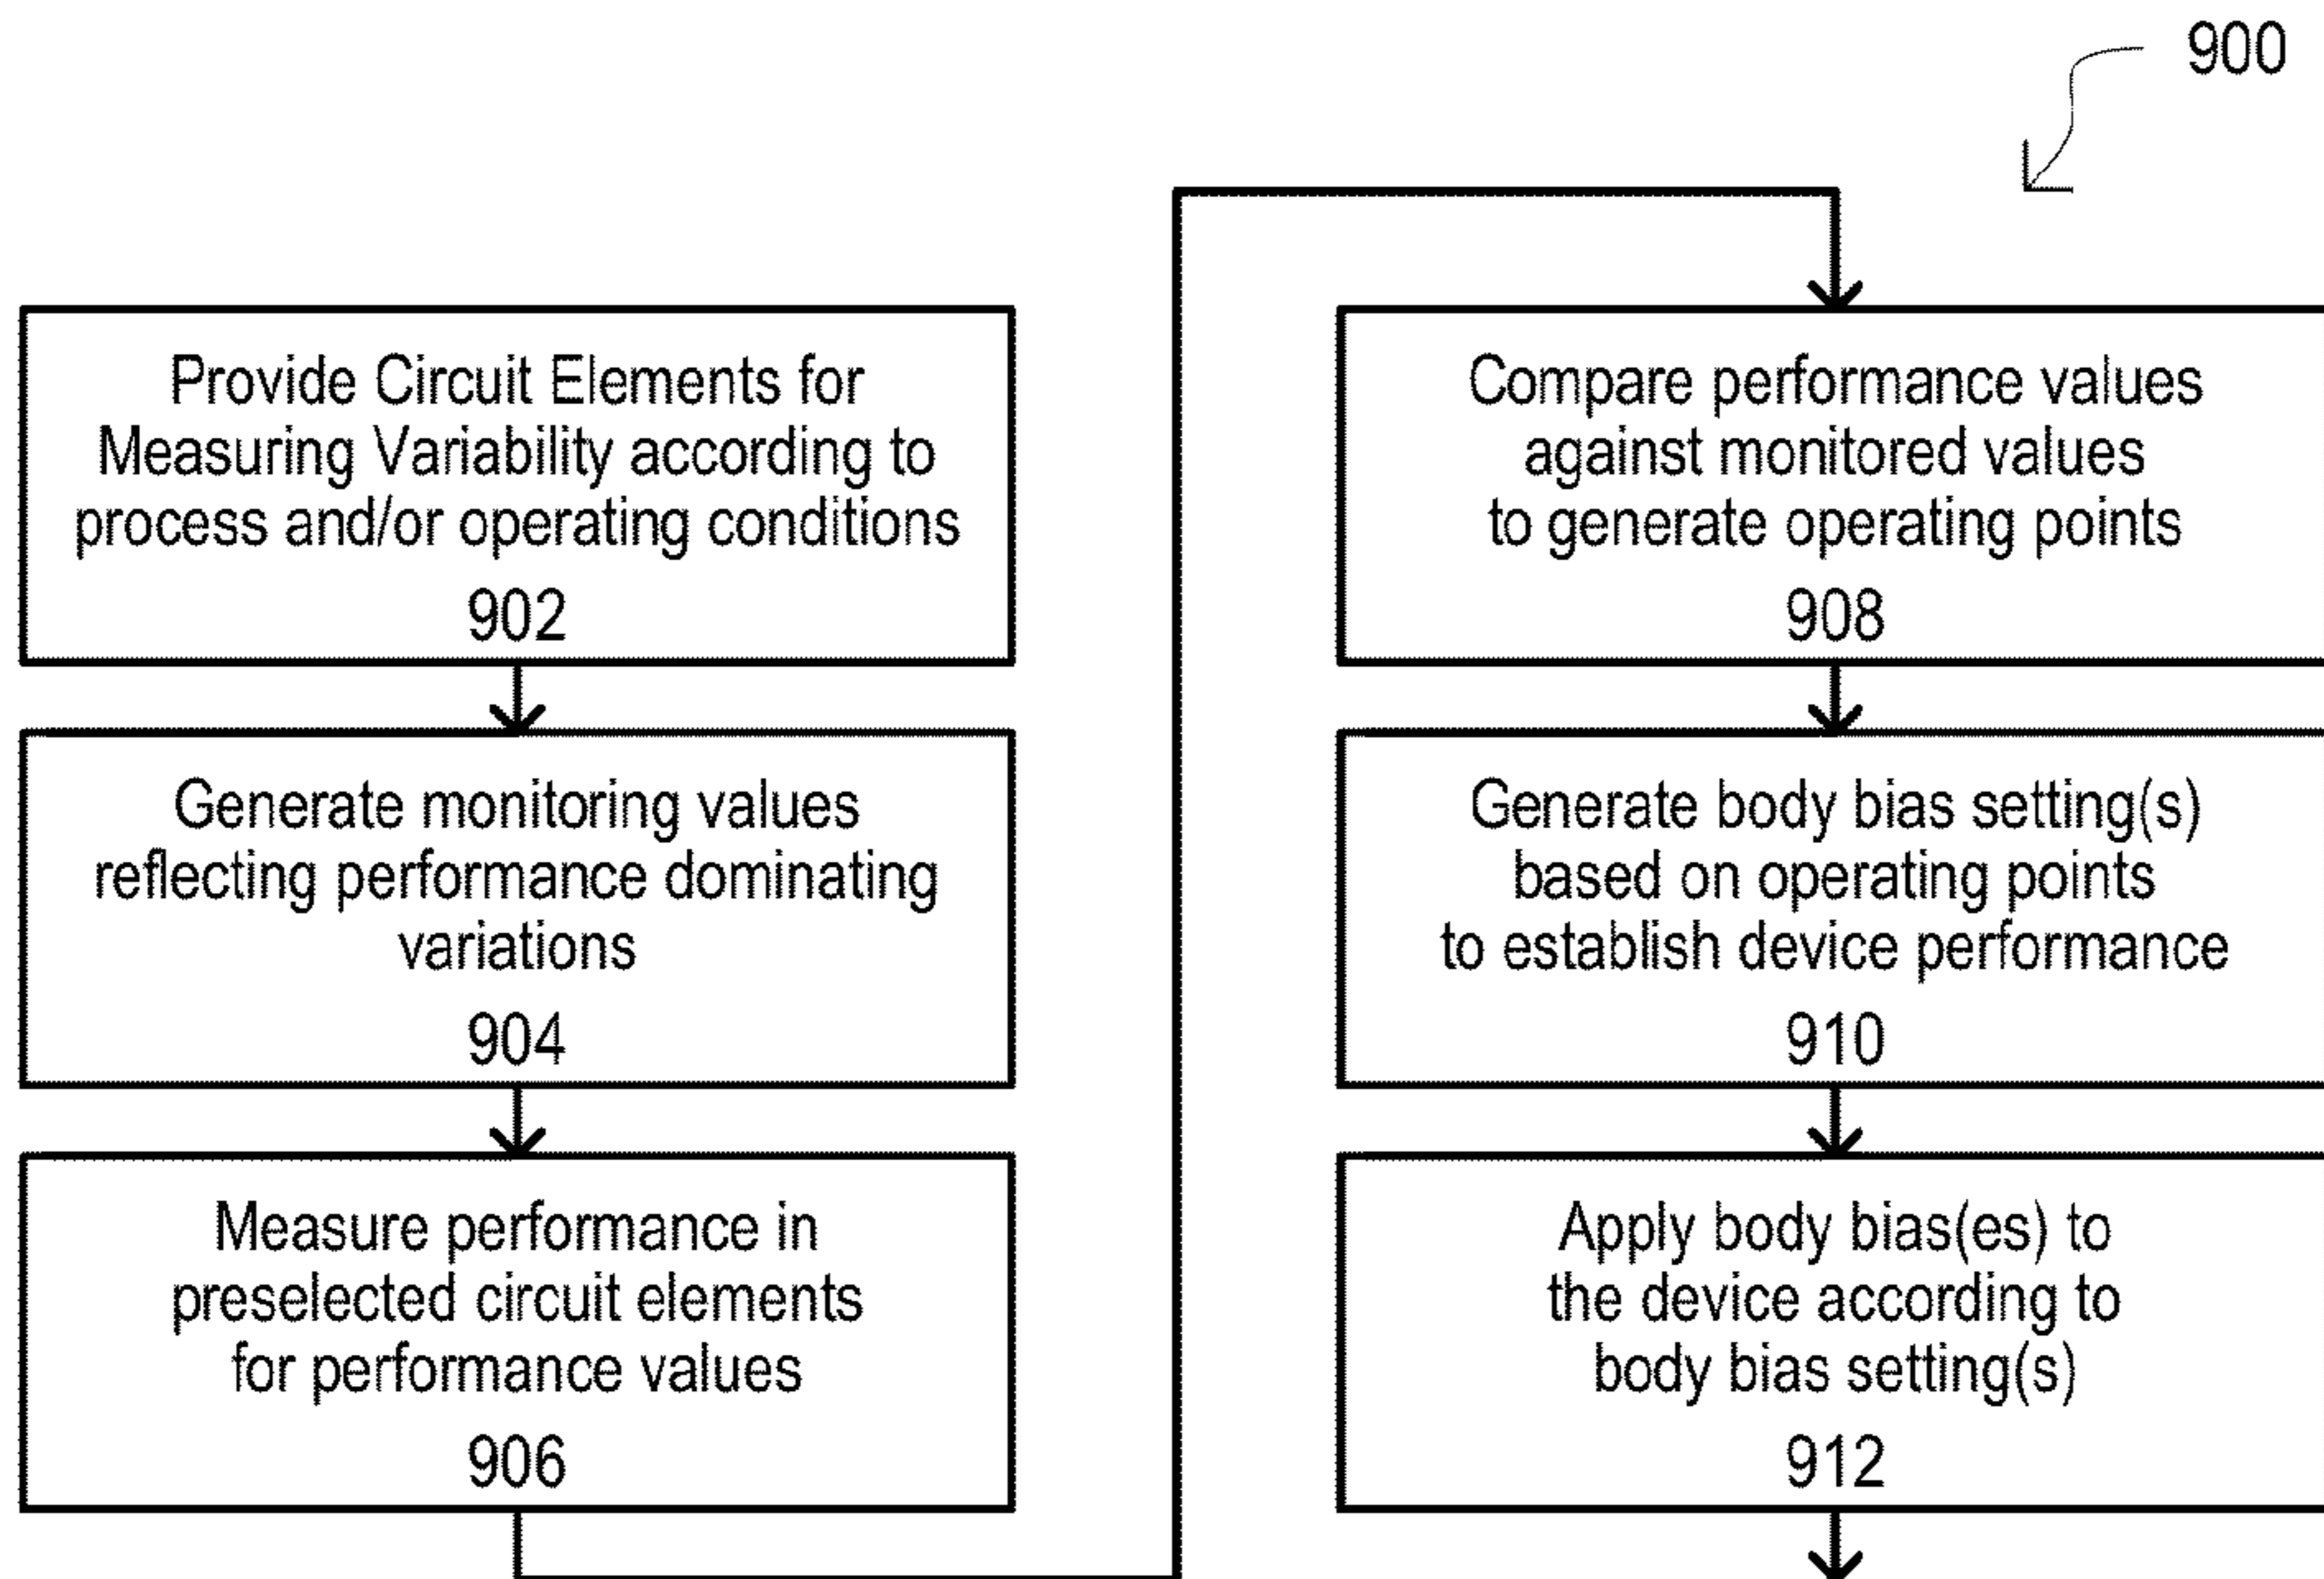 900
Provide Circuit Elements for
Measuring Variability according to
process and/or operating conditions
902
Generate monitoring values
reflecting performance dominating
variations
904
Measure performance in
preselected circuit elements
for performance values
906
Compare performance values
against monitored values
to generate operating points
908
Generate body bias setting(s)
based on operating points
to establish device performance
910
Apply body bias(es) to
the device according to
body bias setting(s)
912